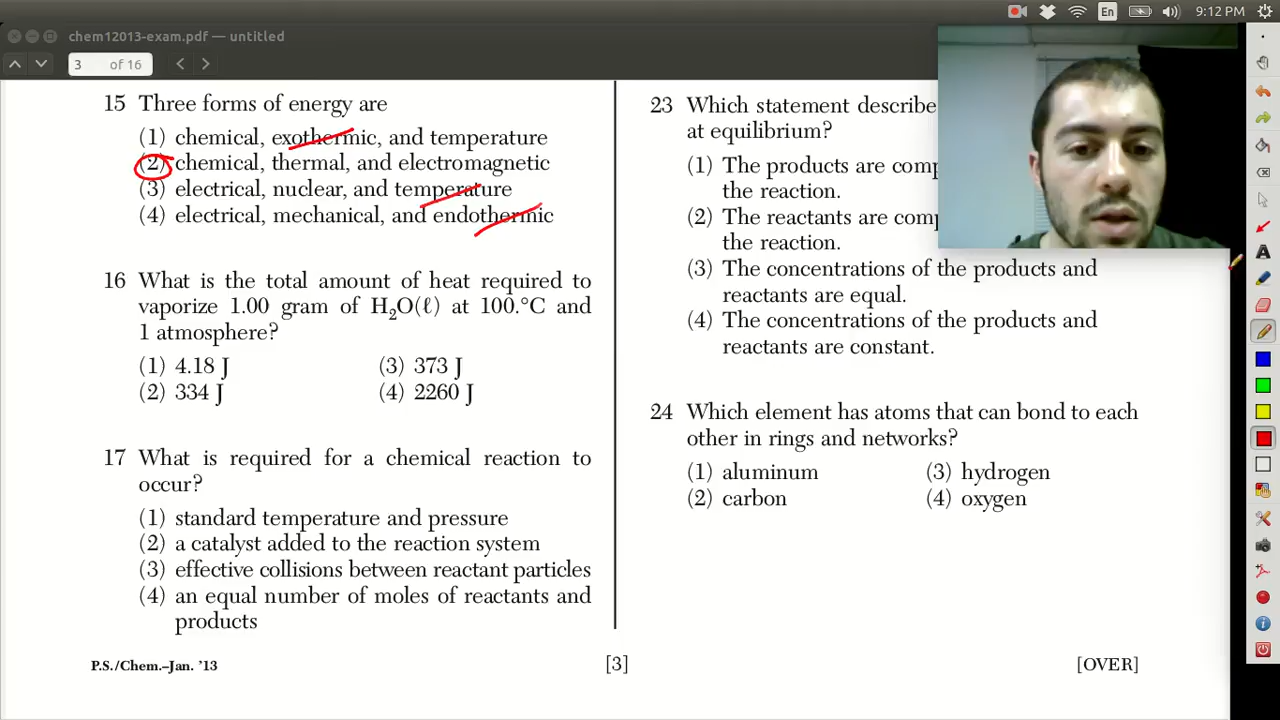 En
9:12 PM
chem12013-exam.pdf — untitled
3 of 16
15 Three forms of energy are
(1) chemical, exothermic, and temperature
(2) chemical, thermal, and electromagnetic
(3) electrical, nuclear, and temperature
(4) electrical, mechanical, and endothermic
16 What is the total amount of heat required to
vaporize 1.00 gram of H₂O(ℓ) at 100.°C and
1 atmosphere?
(1) 4.18 J
(3) 373 J
(2) 334 J
(4) 2260 J
17 What is required for a chemical reaction to
occur?
(1) standard temperature and pressure
(2) a catalyst added to the reaction system
(3) effective collisions between reactant particles
(4) an equal number of moles of reactants and
products
23 Which statement describe
at equilibrium?
(1) The products are comp
the reaction.
(2) The reactants are comp
the reaction.
(3) The concentrations of the products and
reactants are equal.
(4) The concentrations of the products and
reactants are constant.
24 Which element has atoms that can bond to each
other in rings and networks?
(1) aluminum
(3) hydrogen
(2) carbon
(4) oxygen
P.S./Chem.–Jan. ’13
[3]
[OVER]